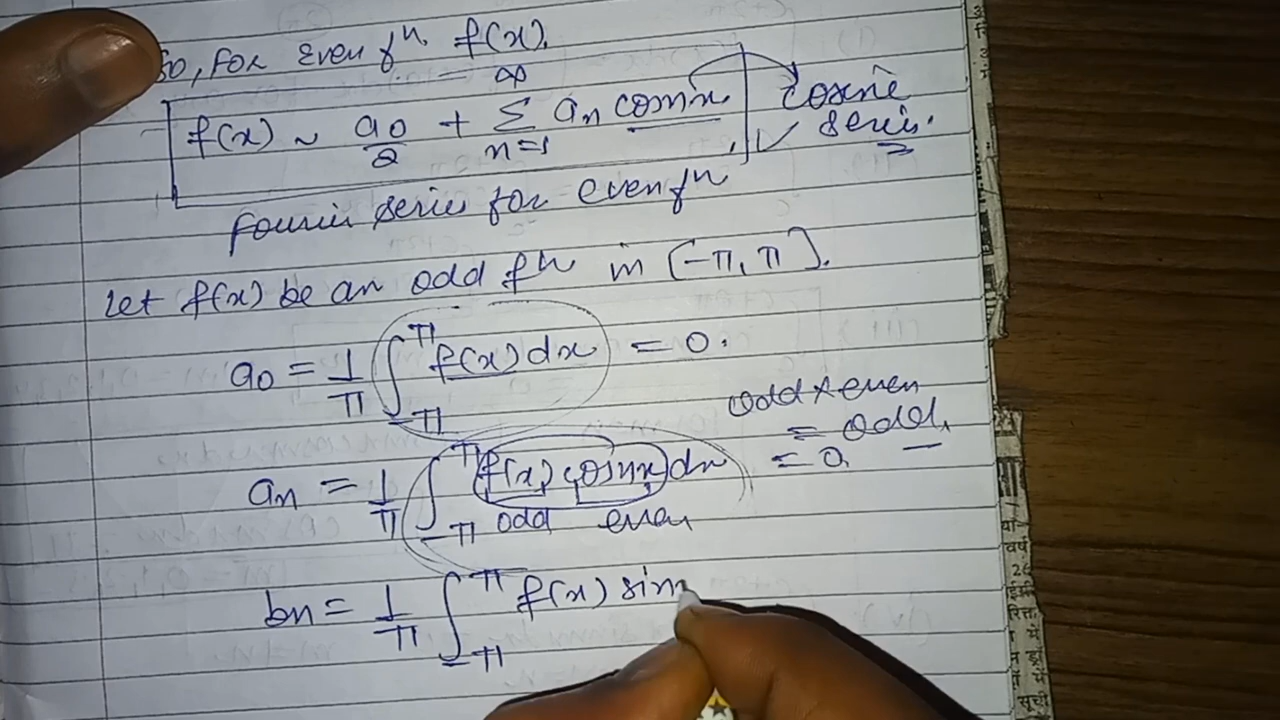 So, for even fⁿ f(x).
f(x) ~ a0/2 + ∞ Σ n=1 an cosnx. Cosine series.
Fourier series for even fⁿ
Let f(x) be an odd fⁿ in [-π, π].
a0 = 1/π ∫_-π^π f(x) dx = 0.
odd × even = odd.
an = 1/π ∫_-π^π f(x) cosnx dx = 0.
odd even
bn = 1/π ∫_-π^π f(x) sin